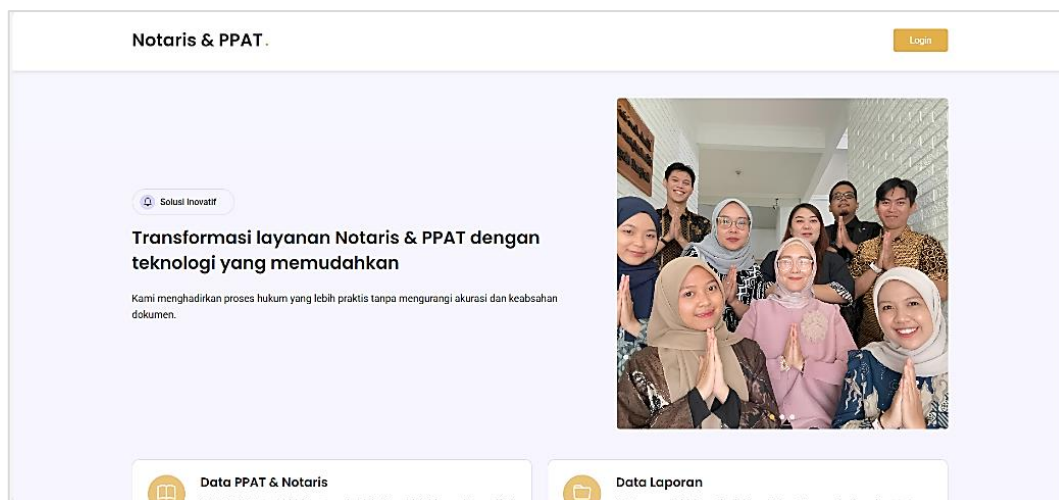 Notaris & PPAT.
Login
Solusi Inovatif
Transformasi layanan Notaris & PPAT dengan
teknologi yang memudahkan
Kami menghadirkan proses hukum yang lebih praktis tanpa mengurangi akurasi dan keabsahan
dokumen.
Data PPAT & Notaris
Data Laporan